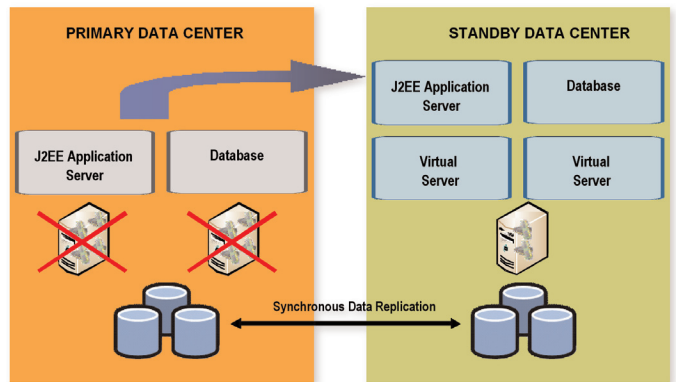 PRIMARY DATA CENTER
STANDBY DATA CENTER
J2EE Application
Server
Database
J2EE Application
Server
Database
Virtual
Server
Virtual
Server
Synchronous Data Replication